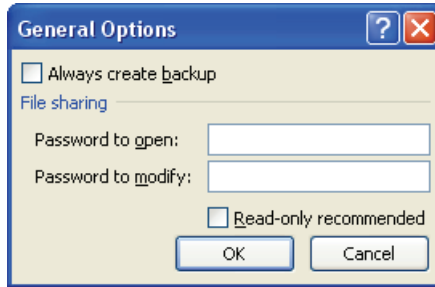 General Options
?
Always create backup
File sharing
Password to open:
Password to modify:
Read-only recommended
OK Cancel